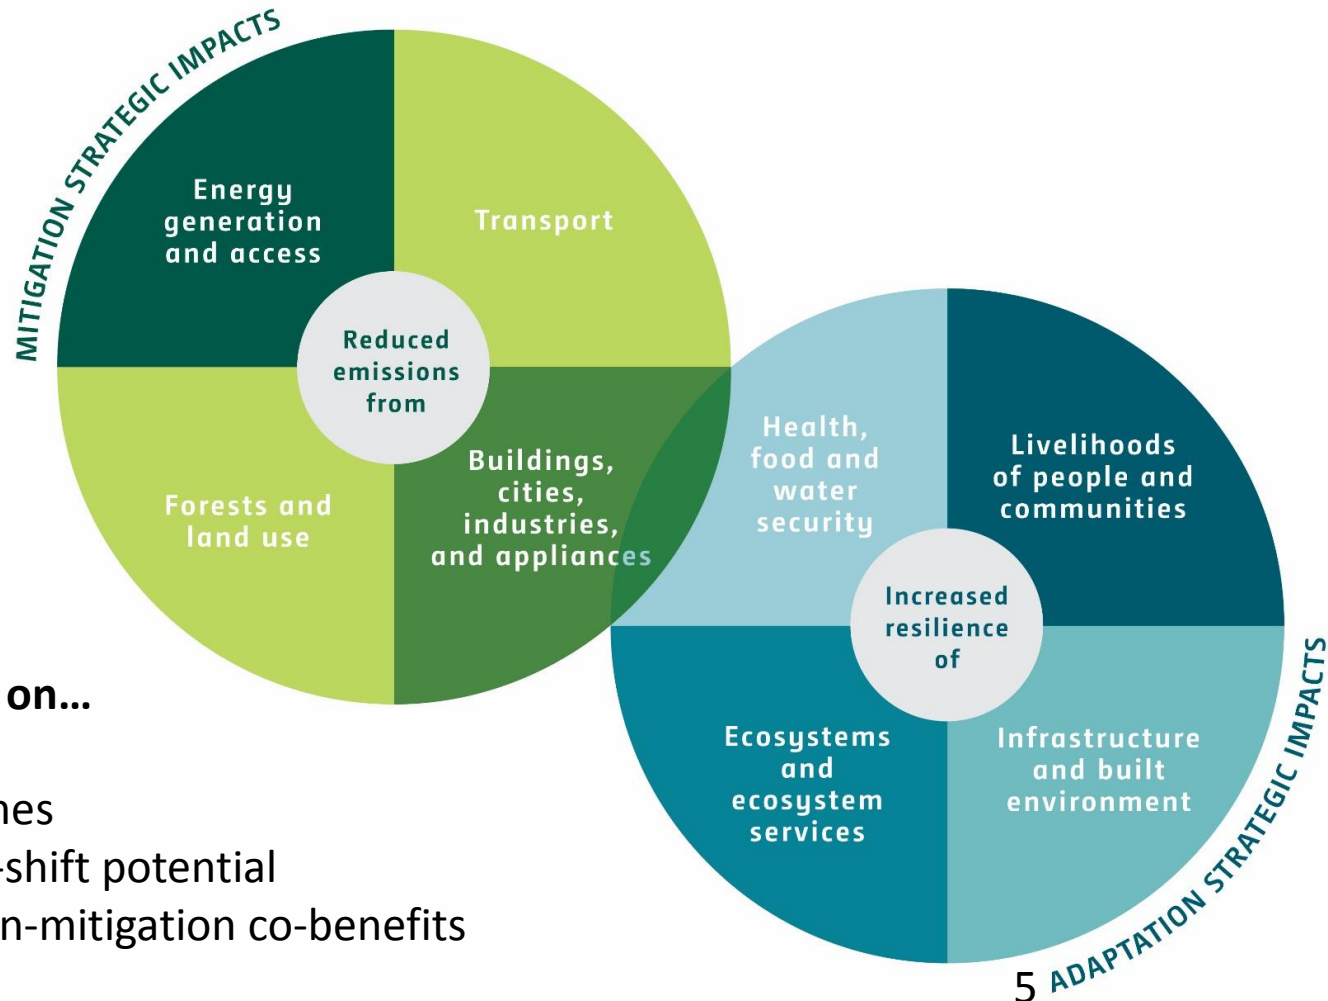 MITIGATION STRATEGIC IMPACTS
Energy
generation
and access
Transport
Reduced
emissions
from
Forests and
land use
Buildings,
cities,
industries,
and appliances
Health,
food and
water
security
Livelihoods
of people and
communities
Increased
resilience
of
Ecosystems
and
ecosystem
services
Infrastructure
and built
environment
ADAPTATION STRATEGIC IMPACTS
on…
nes
-shift potential
n-mitigation co-benefits
5